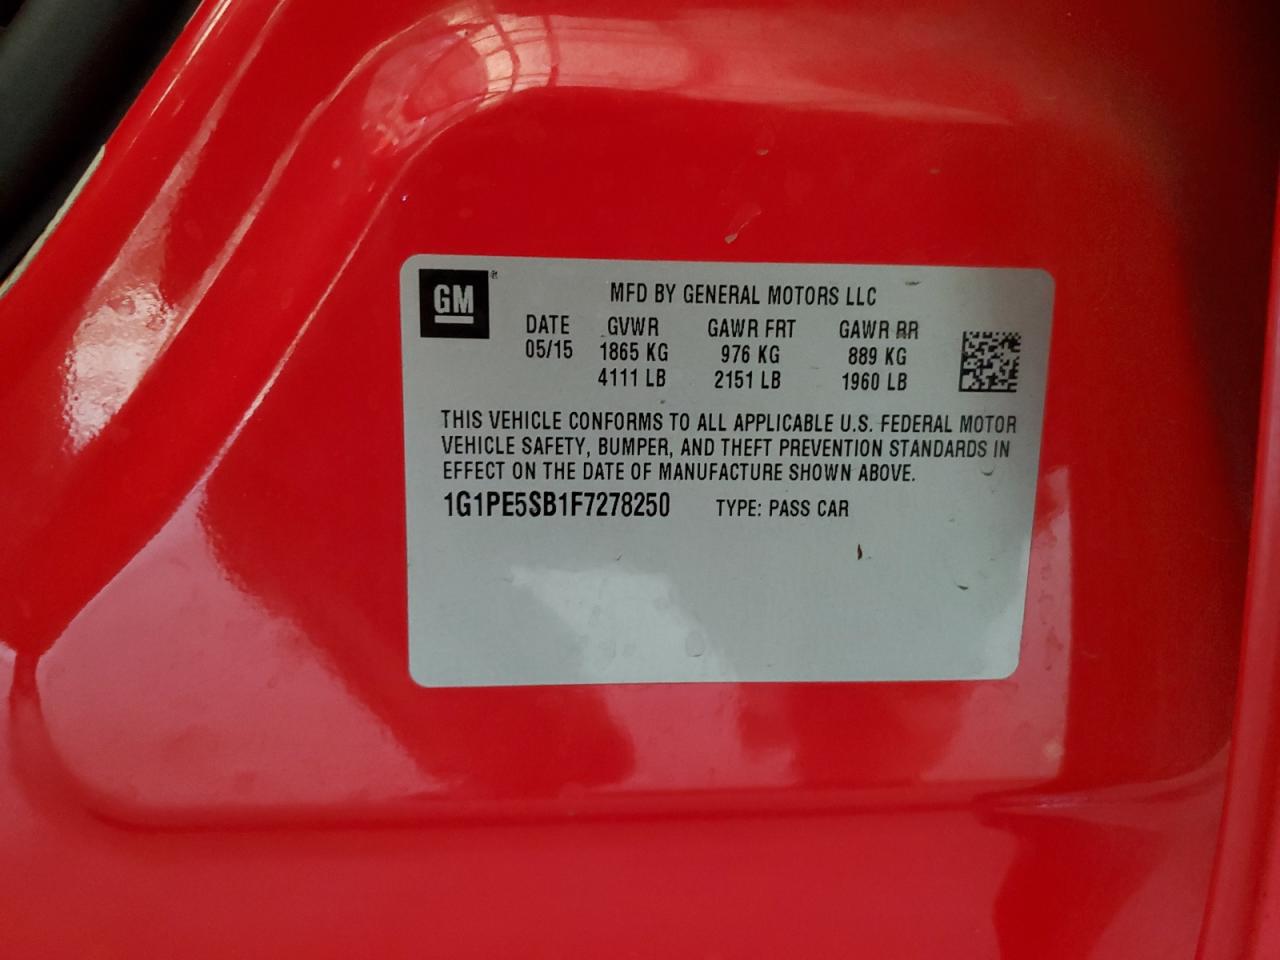 GM ®
MFD BY GENERAL MOTORS LLC
DATE GVWR GAWR FRT GAWR RR
05/15 1865 KG 976 KG 889 KG
4111 LB 2151 LB 1960 LB
THIS VEHICLE CONFORMS TO ALL APPLICABLE U.S. FEDERAL MOTOR
VEHICLE SAFETY, BUMPER, AND THEFT PREVENTION STANDARDS IN
EFFECT ON THE DATE OF MANUFACTURE SHOWN ABOVE.
1G1PE5SB1F7278250 TYPE: PASS CAR